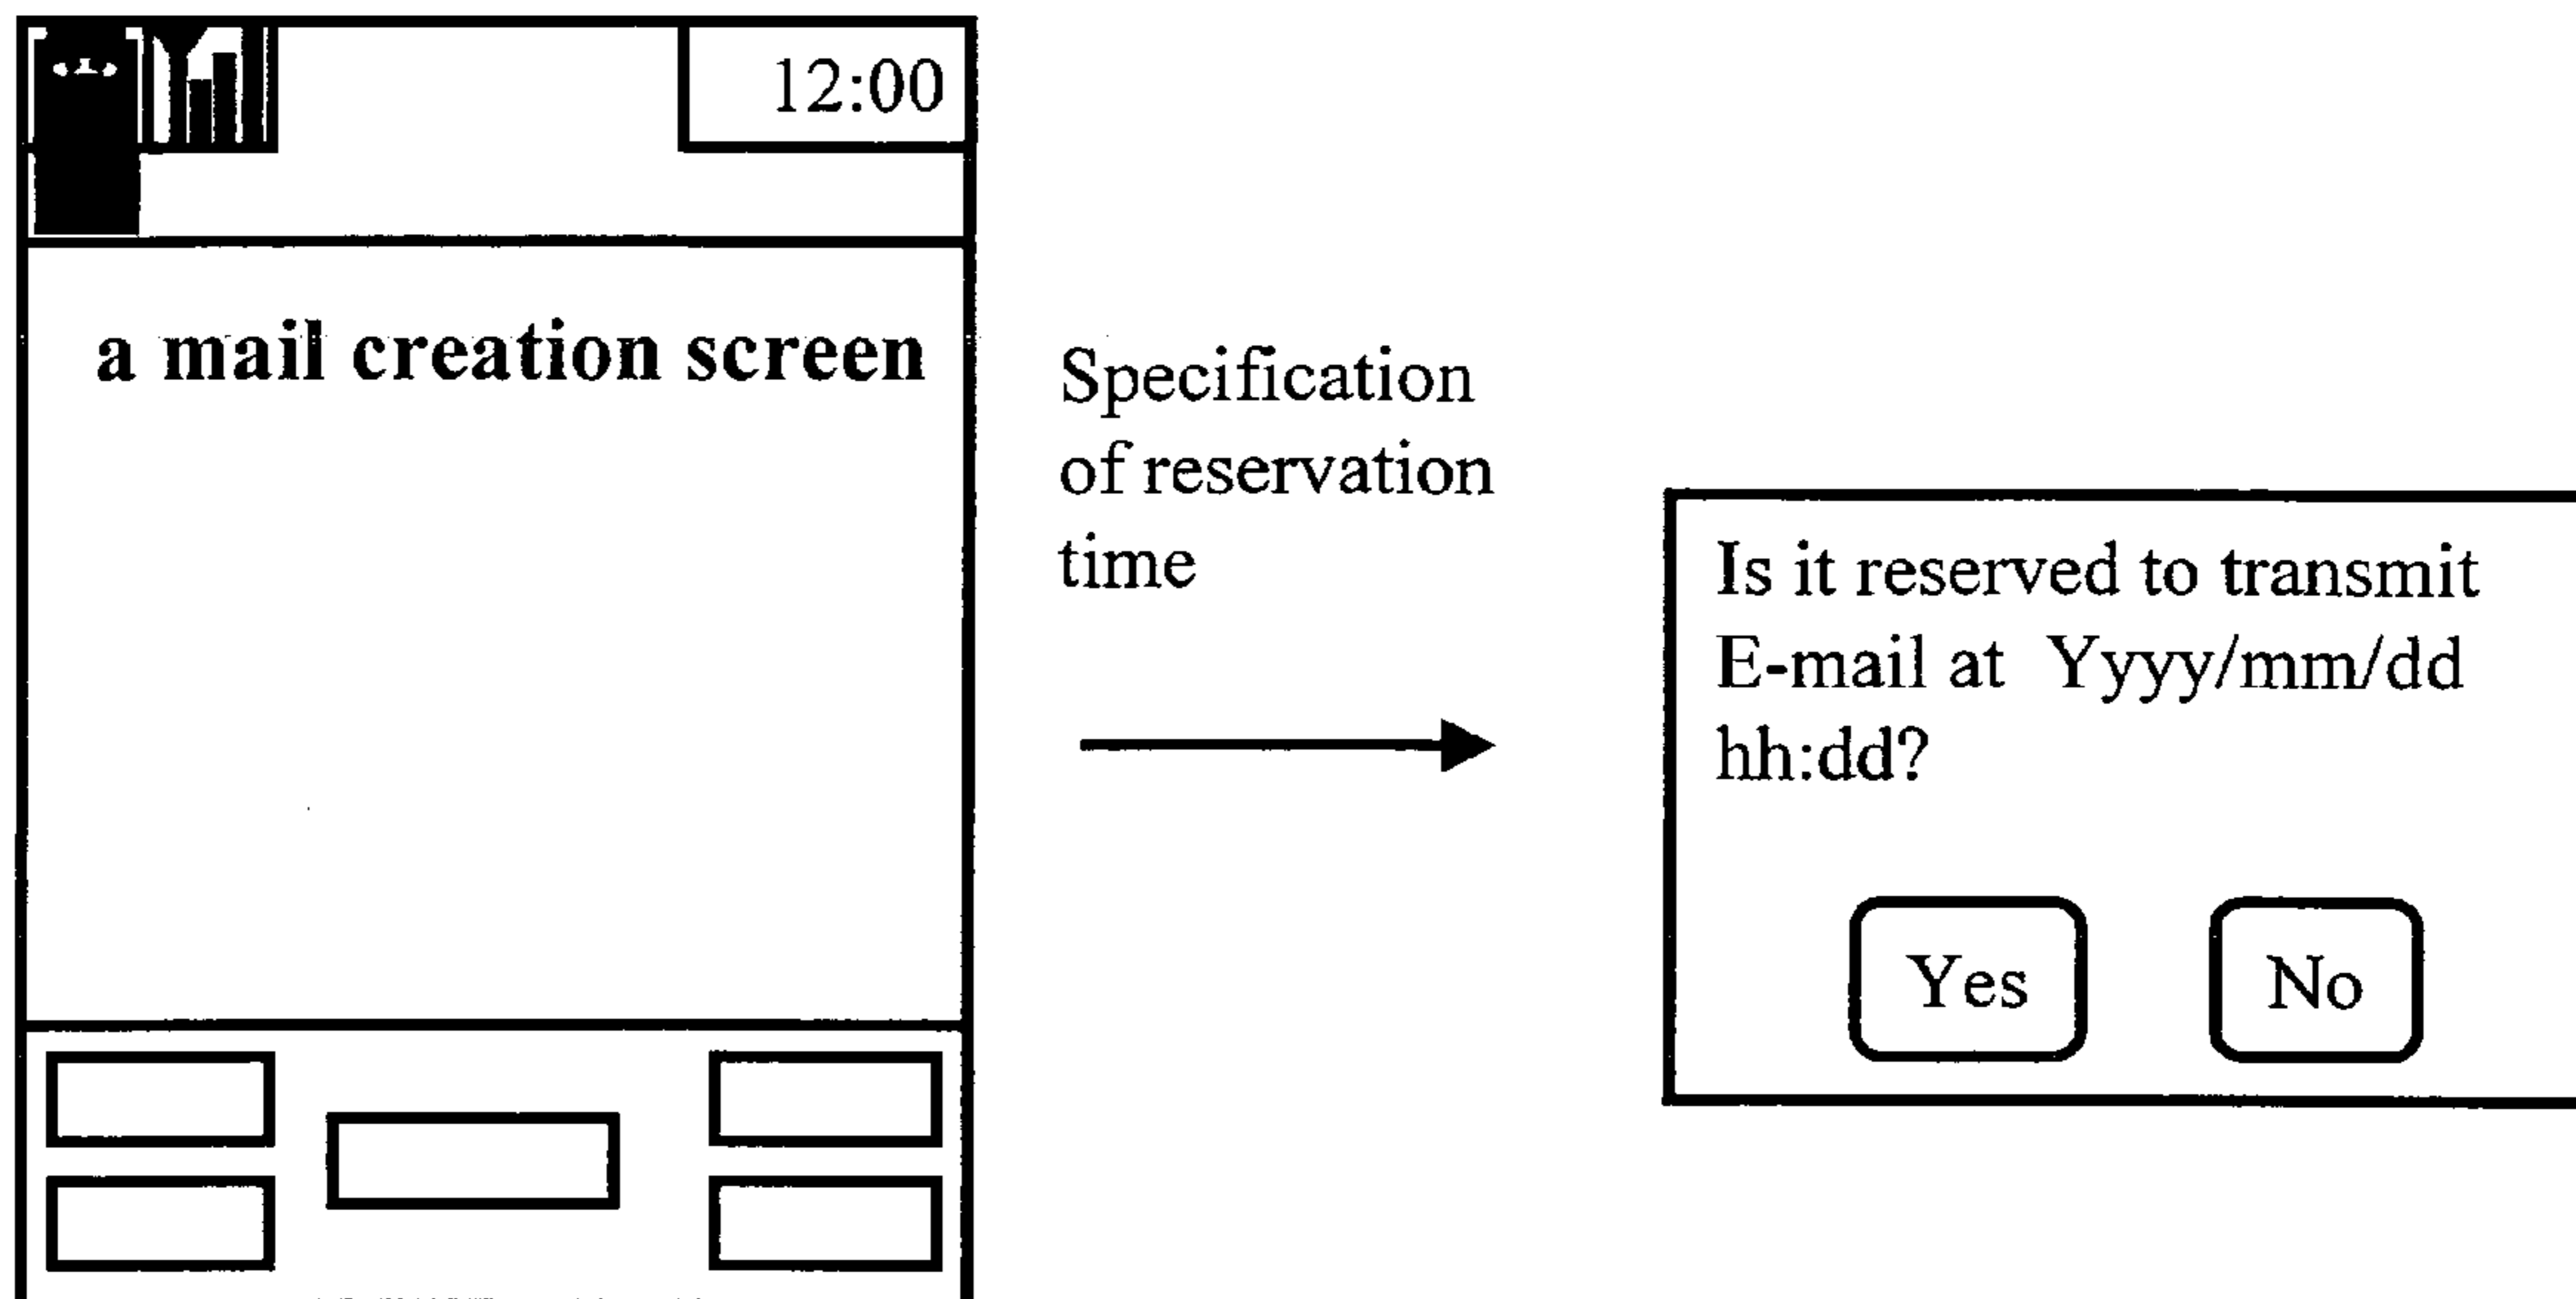 12:00
a mail creation screen
Specification
of reservation
time
Is it reserved to transmit
E-mail at Yyyy/mm/dd
hh:dd?
Yes
No